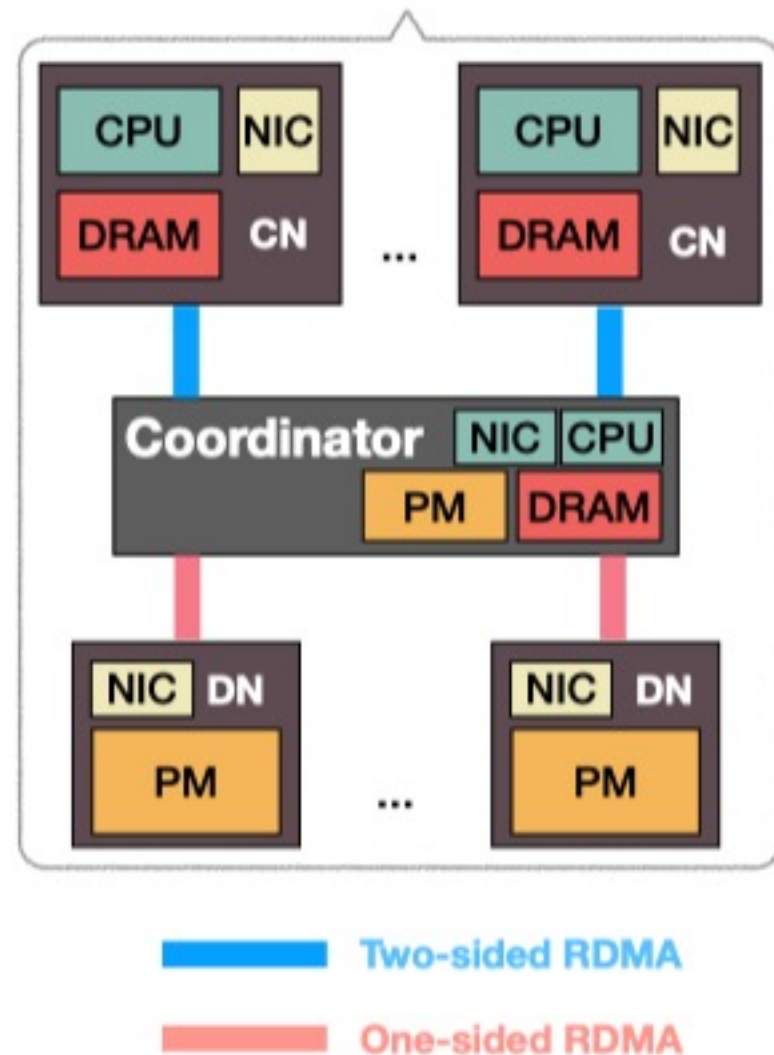 CPU NIC CPU NIC
DRAM CN DRAM CN
...
Coordinator NIC CPU
PM DRAM
NIC DN NIC DN
PM PM
...
Two-sided RDMA
One-sided RDMA